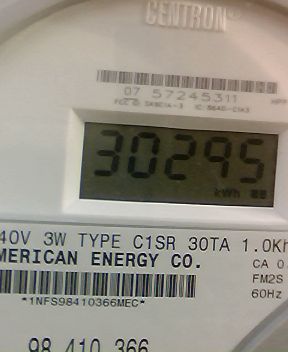 CENTRON®
07 57245311
30295
kWh
40V 3W TYPE C1SR 30TA 1.0Kh
MERICAN ENERGY CO.
CA 0.
FM2S
60Hz
*1NFS98410366MEC*
98 410 366